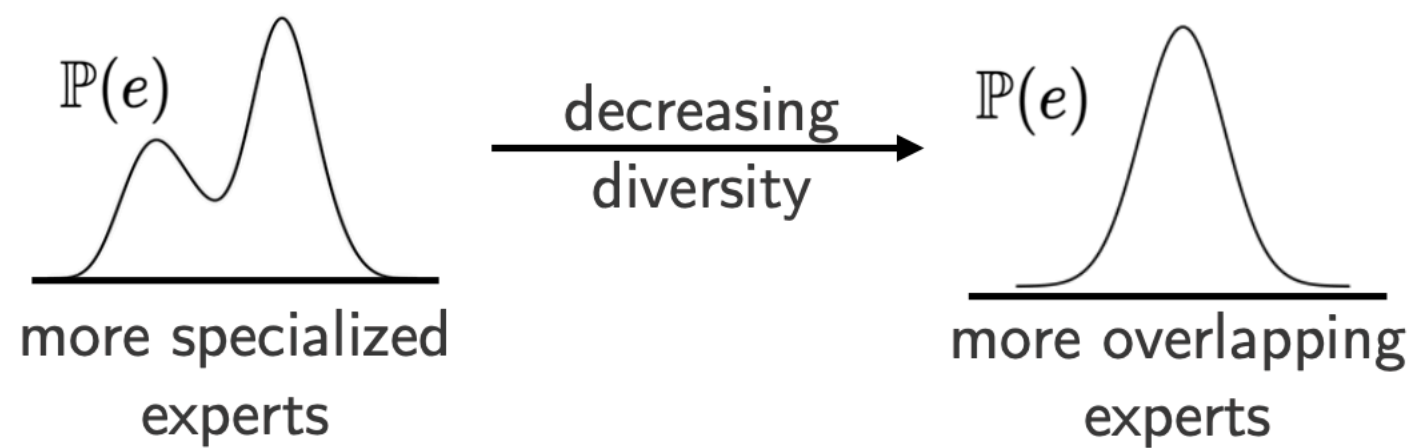 ℙ(e)
more specialized
experts
decreasing
diversity
ℙ(e)
more overlapping
experts